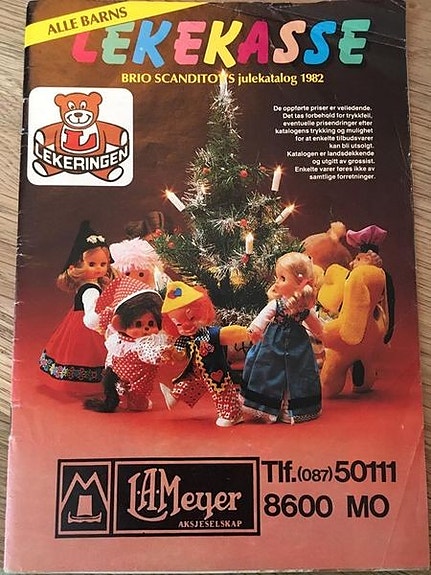 ALLE BARNS
LEKEKASSE
BRIO SCANDITOYS julekatalog 1982
L
LEKERINGEN
De oppførte priser er veiledende.
Det tas forbehold for trykkfeil,
eventuelle prisendringer etter
katalogens trykking og mulighet
for at enkelte tilbudsvarer
kan bli utsolgt.
Katalogen er landsdekkende
og utgitt av grossist.
Enkelte varer føres ikke av
samtlige forretninger.
L.A. Meyer
AKSJESELSKAP
Tlf.(087)50111
8600 MO